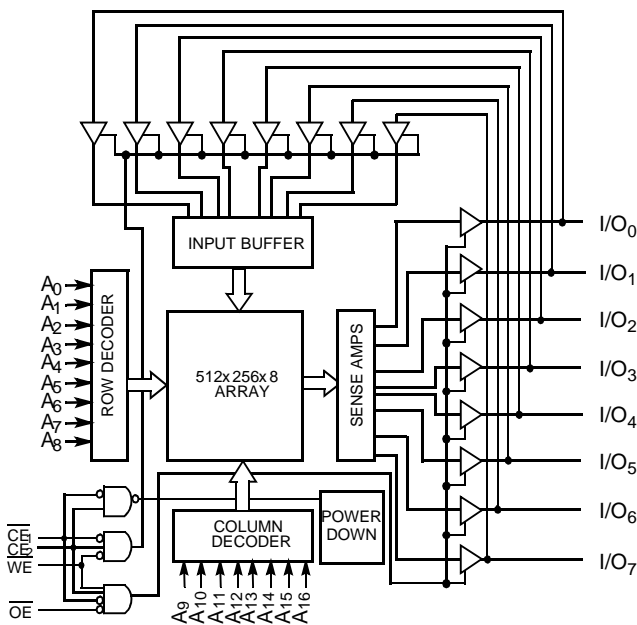 INPUT BUFFER
I/O0
I/O1
I/O2
I/O3
I/O4
I/O5
I/O6
I/O7
A0
A1
A2
A3
A4
A5
A6
A7
A8
ROW DECODER
512x256x8
ARRAY
SENSE AMPS
COLUMN
DECODER
POWER
DOWN
CE
WE
OE
A9
A10
A11
A12
A13
A14
A15
A16